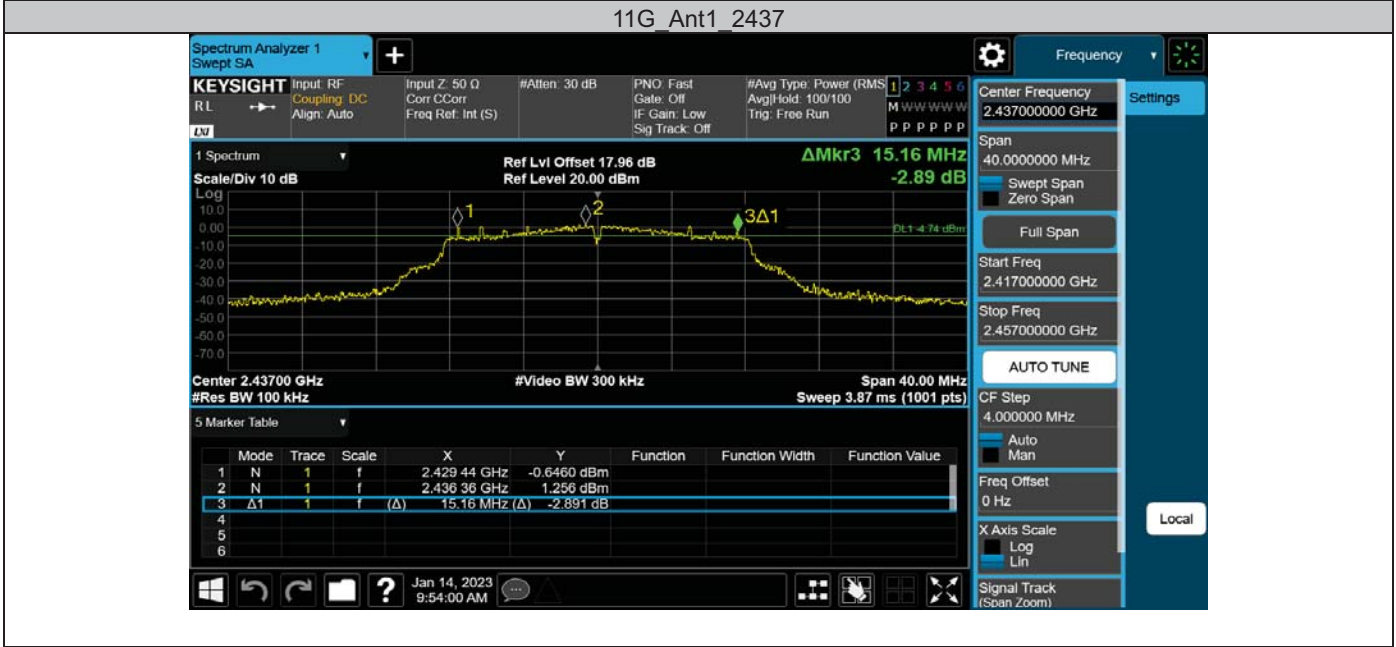 11G_Ant1_2437
Spectrum Analyzer 1
Swept SA
Frequency
KEYSIGHT
RL
LXI
Input: RF
Coupling: DC
Align: Auto
Input Z: 50 Ω
Corr CCorr
Freq Ref: Int (S)
#Atten: 30 dB
PNO: Fast
Gate: Off
IF Gain: Low
Sig Track: Off
#Avg Type: Power (RMS
Avg|Hold: 100/100
Trig: Free Run
1 2 3 4 5 6
M W W W W W
P P P P P P
Center Frequency
2.437000000 GHz
Settings
1 Spectrum
Scale/Div 10 dB
Ref Lvl Offset 17.96 dB
Ref Level 20.00 dBm
ΔMkr3 15.16 MHz
-2.89 dB
Span
40.0000000 MHz
Swept Span
Zero Span
Full Span
Start Freq
2.417000000 GHz
Stop Freq
2.457000000 GHz
AUTO TUNE
CF Step
4.000000 MHz
Auto
Man
Freq Offset
0 Hz
X Axis Scale
Log
Lin
Signal Track
(Span Zoom)
Local
Log
10.0
0.00
-10.0
-20.0
-30.0
-40.0
-50.0
-60.0
-70.0
1
2
3Δ1
DL1 -4.74 dBm
Center 2.43700 GHz
#Res BW 100 kHz
#Video BW 300 kHz
Span 40.00 MHz
Sweep 3.87 ms (1001 pts)
5 Marker Table
Mode Trace Scale X Y Function Function Width Function Value
1 N 1 f 2.429 44 GHz -0.6460 dBm
2 N 1 f 2.436 36 GHz 1.256 dBm
3 Δ1 1 f (Δ) 15.16 MHz (Δ) -2.891 dB
4
5
6
?
Jan 14, 2023
9:54:00 AM